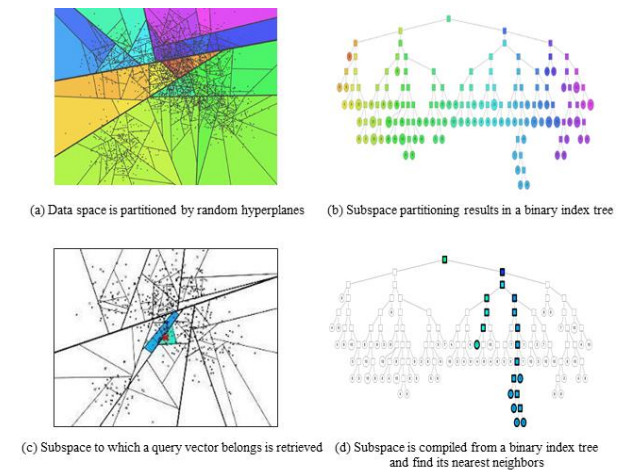 (a) Data space is partitioned by random hyperplanes
(b) Subspace partitioning results in a binary index tree
(c) Subspace to which a query vector belongs is retrieved
(d) Subspace is compiled from a binary index tree
and find its nearest neighbors